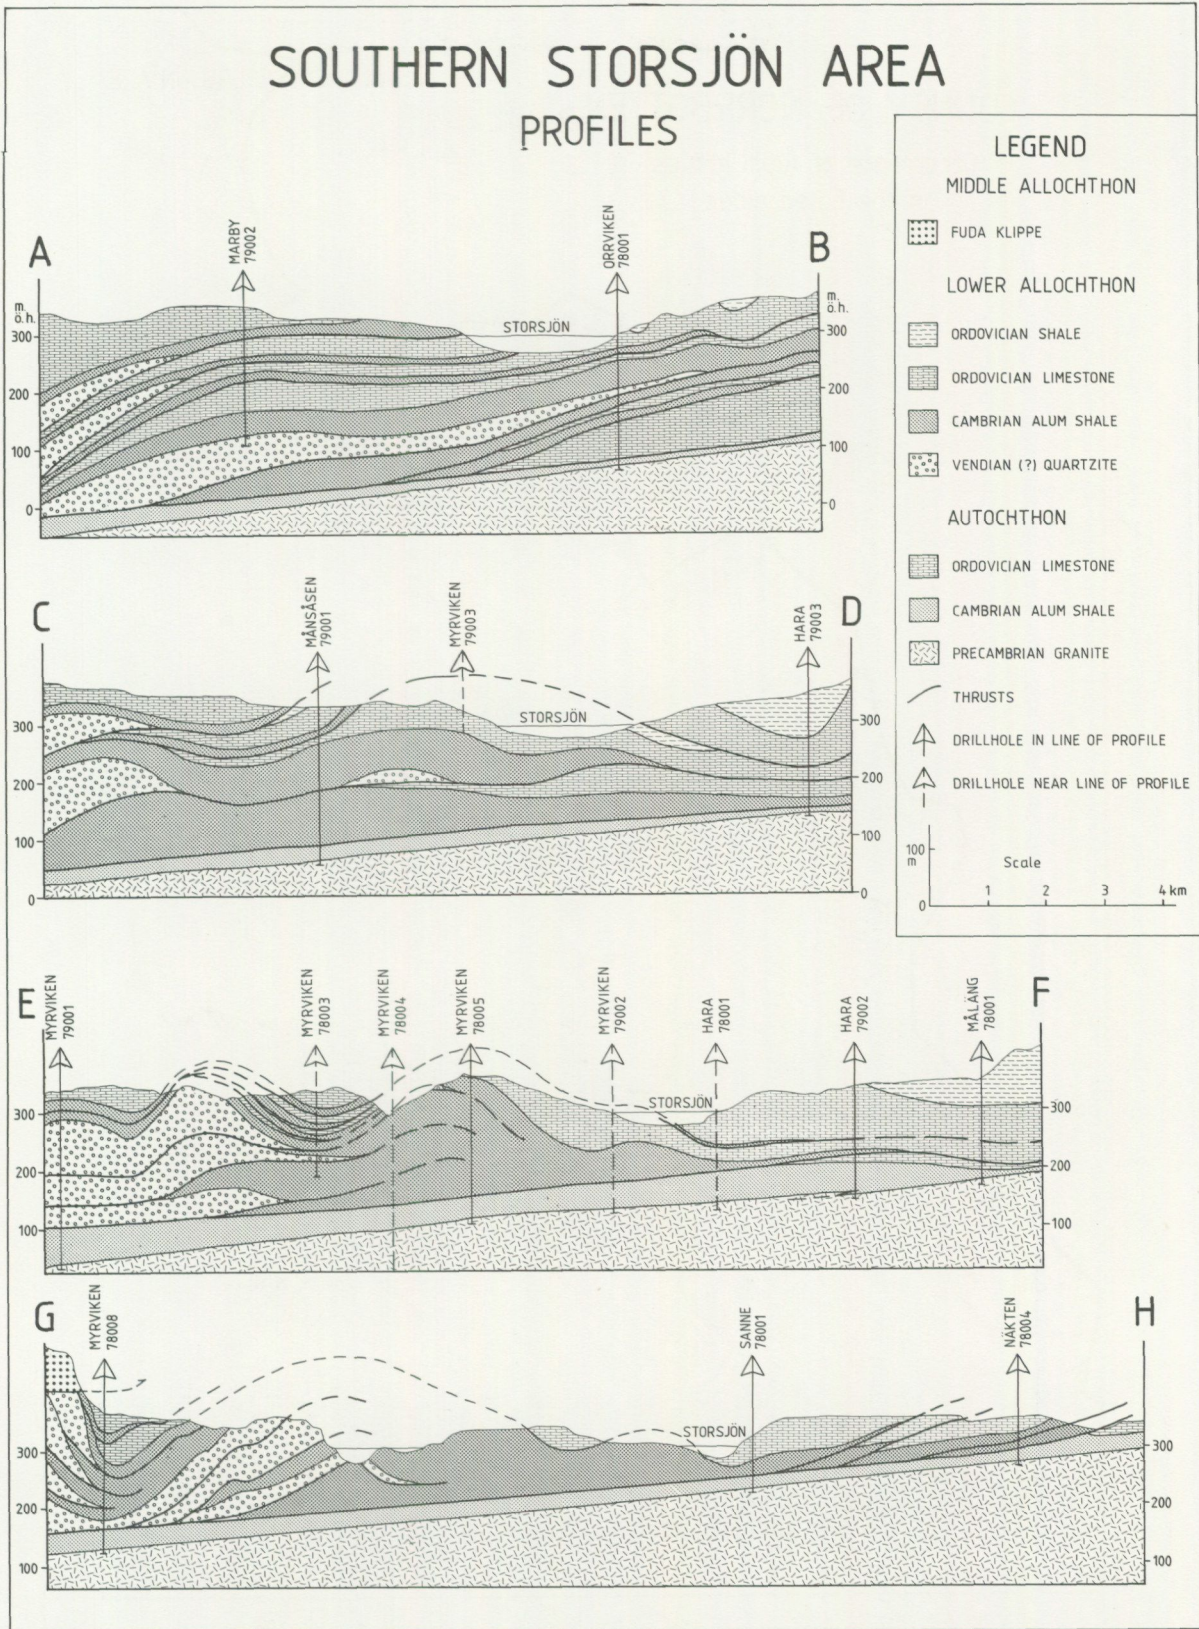 SOUTHERN STORSJÖN AREA
PROFILES
LEGEND
MIDDLE ALLOCHTHON
FUDA KLIPPE
LOWER ALLOCHTHON
ORDOVICIAN SHALE
ORDOVICIAN LIMESTONE
CAMBRIAN ALUM SHALE
VENDIAN (?) QUARTZITE
AUTOCHTHON
ORDOVICIAN LIMESTONE
CAMBRIAN ALUM SHALE
PRECAMBRIAN GRANITE
THRUSTS
DRILLHOLE IN LINE OF PROFILE
DRILLHOLE NEAR LINE OF PROFILE
100
m
Scale
0
1 2 3 4 km
A
MARBY
79002
ORRVIKEN
78001
B
m.
ö.h.
m.
ö.h.
STORSJÖN
300
300
200
200
100
100
0
0
C
MÅNSÅSEN
79001
MYRVIKEN
79003
HARA
79003
D
STORSJÖN
300
300
200
200
100
100
0
0
E
MYRVIKEN
79001
MYRVIKEN
78003
MYRVIKEN
78004
MYRVIKEN
78005
MYRVIKEN
79002
HARA
78001
HARA
79002
MÅLÄNG
78001
F
STORSJÖN
300
300
200
200
100
100
G
MYRVIKEN
78008
SANNE
78001
NÄKTEN
78004
H
STORSJÖN
300
300
200
200
100
100